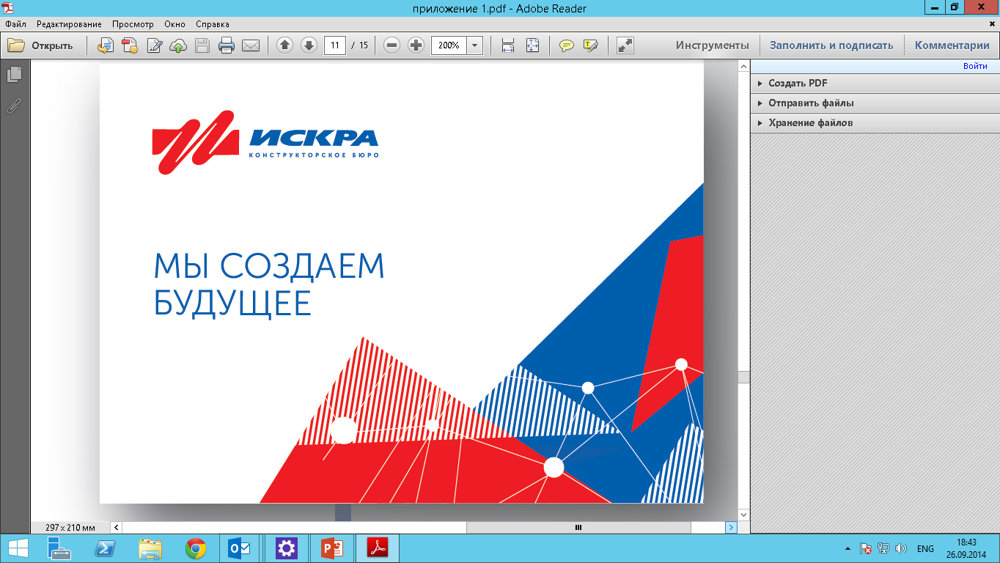 приложение 1.pdf - Adobe Reader
Файл Редактирование Просмотр Окно Справка
Открыть 11 / 15 200% Инструменты Заполнить и подписать Комментарии
Войти
Создать PDF
Отправить файлы
Хранение файлов
ИСКРА
КОНСТРУКТОРСКОЕ БЮРО
МЫ СОЗДАЕМ
БУДУЩЕЕ
297 x 210 мм
ENG
18:43
26.09.2014